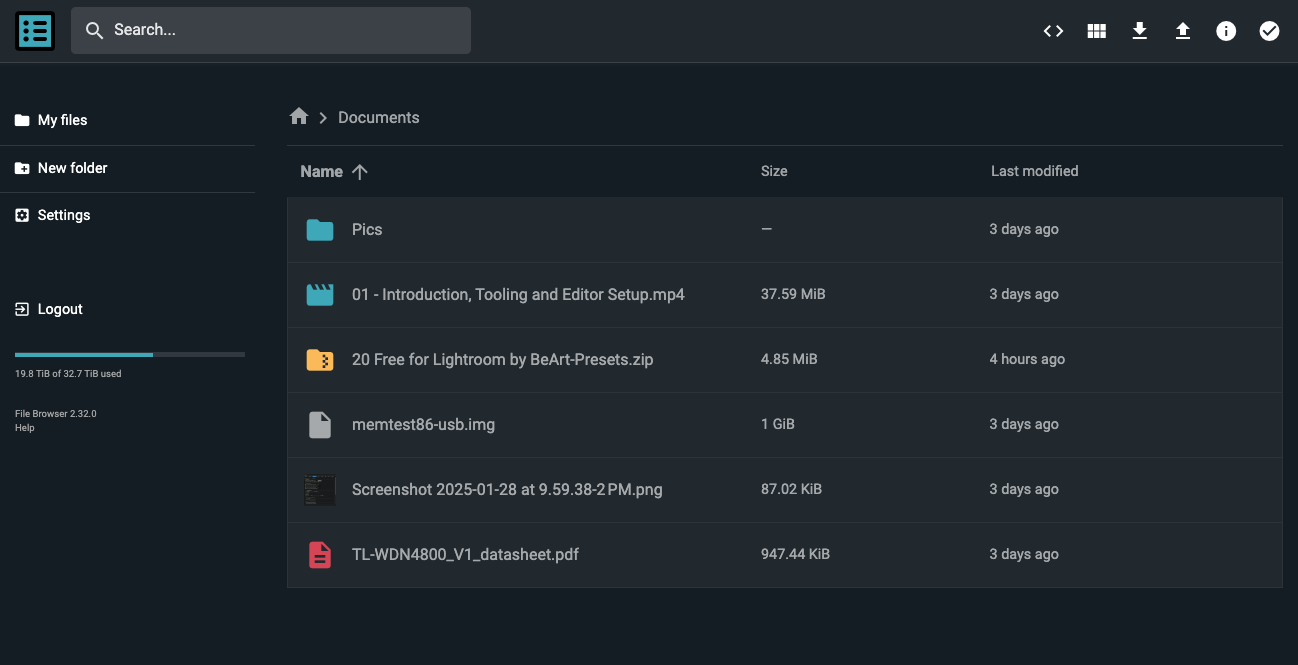 Search...
My files
New folder
Settings
Logout
19.8 TiB of 32.7 TiB used
File Browser 2.32.0
Help
Documents
Name Size Last modified
Pics — 3 days ago
01 - Introduction, Tooling and Editor Setup.mp4 37.59 MiB 3 days ago
20 Free for Lightroom by BeArt-Presets.zip 4.85 MiB 4 hours ago
memtest86-usb.img 1 GiB 3 days ago
Screenshot 2025-01-28 at 9.59.38-2 PM.png 87.02 KiB 3 days ago
TL-WDN4800_V1_datasheet.pdf 947.44 KiB 3 days ago